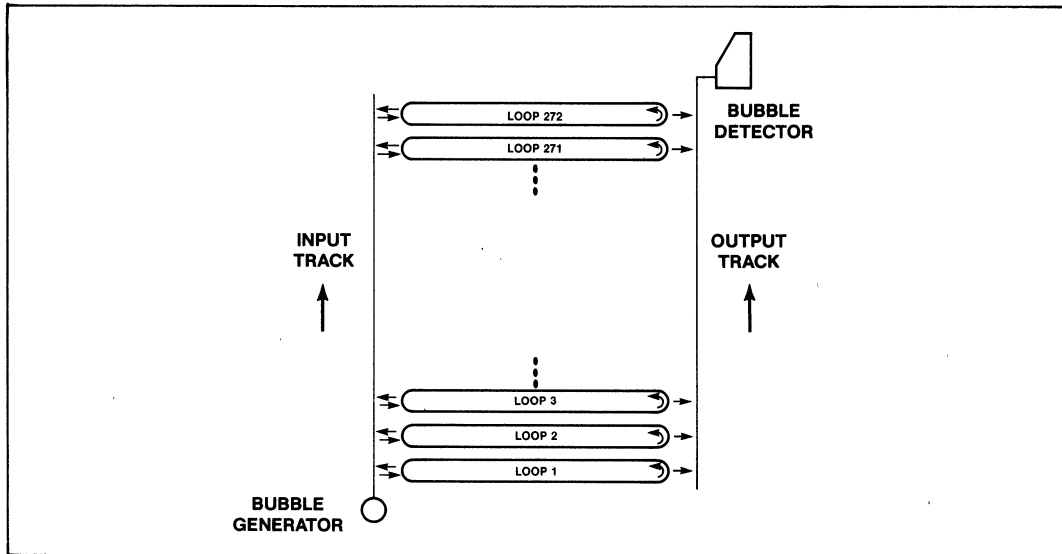 BUBBLE
DETECTOR
LOOP 272
LOOP 271
INPUT
TRACK
OUTPUT
TRACK
LOOP 3
LOOP 2
LOOP 1
BUBBLE
GENERATOR